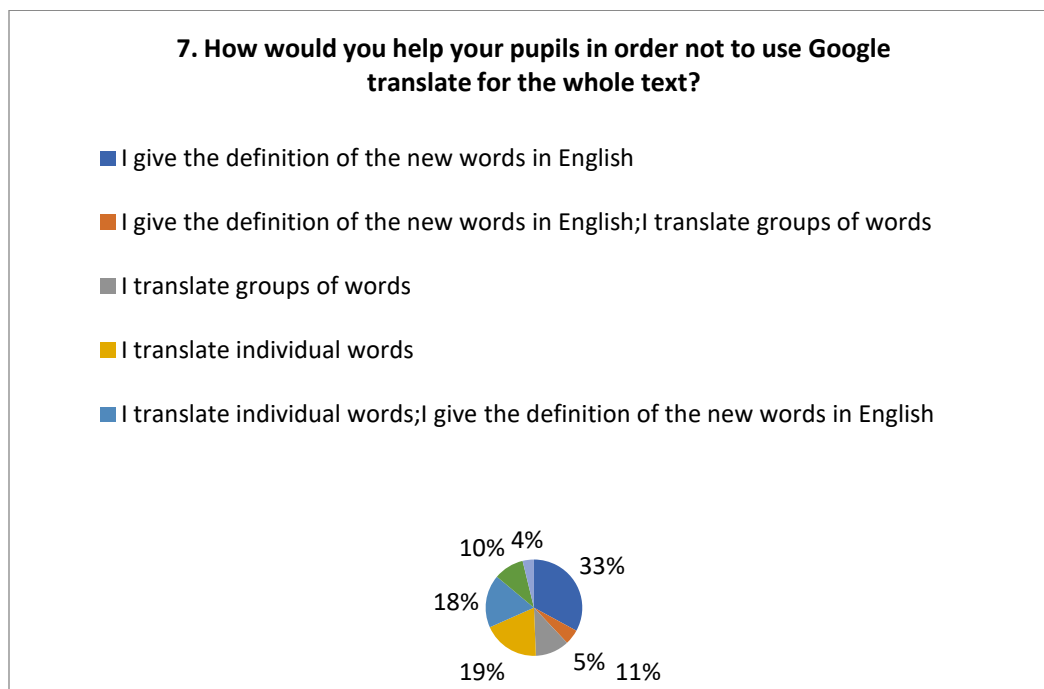 7. How would you help your pupils in order not to use Google
translate for the whole text?
I give the definition of the new words in English
I give the definition of the new words in English;I translate groups of words
I translate groups of words
I translate individual words
I translate individual words;I give the definition of the new words in English
10% 4%
33%
18%
19%
5%
11%